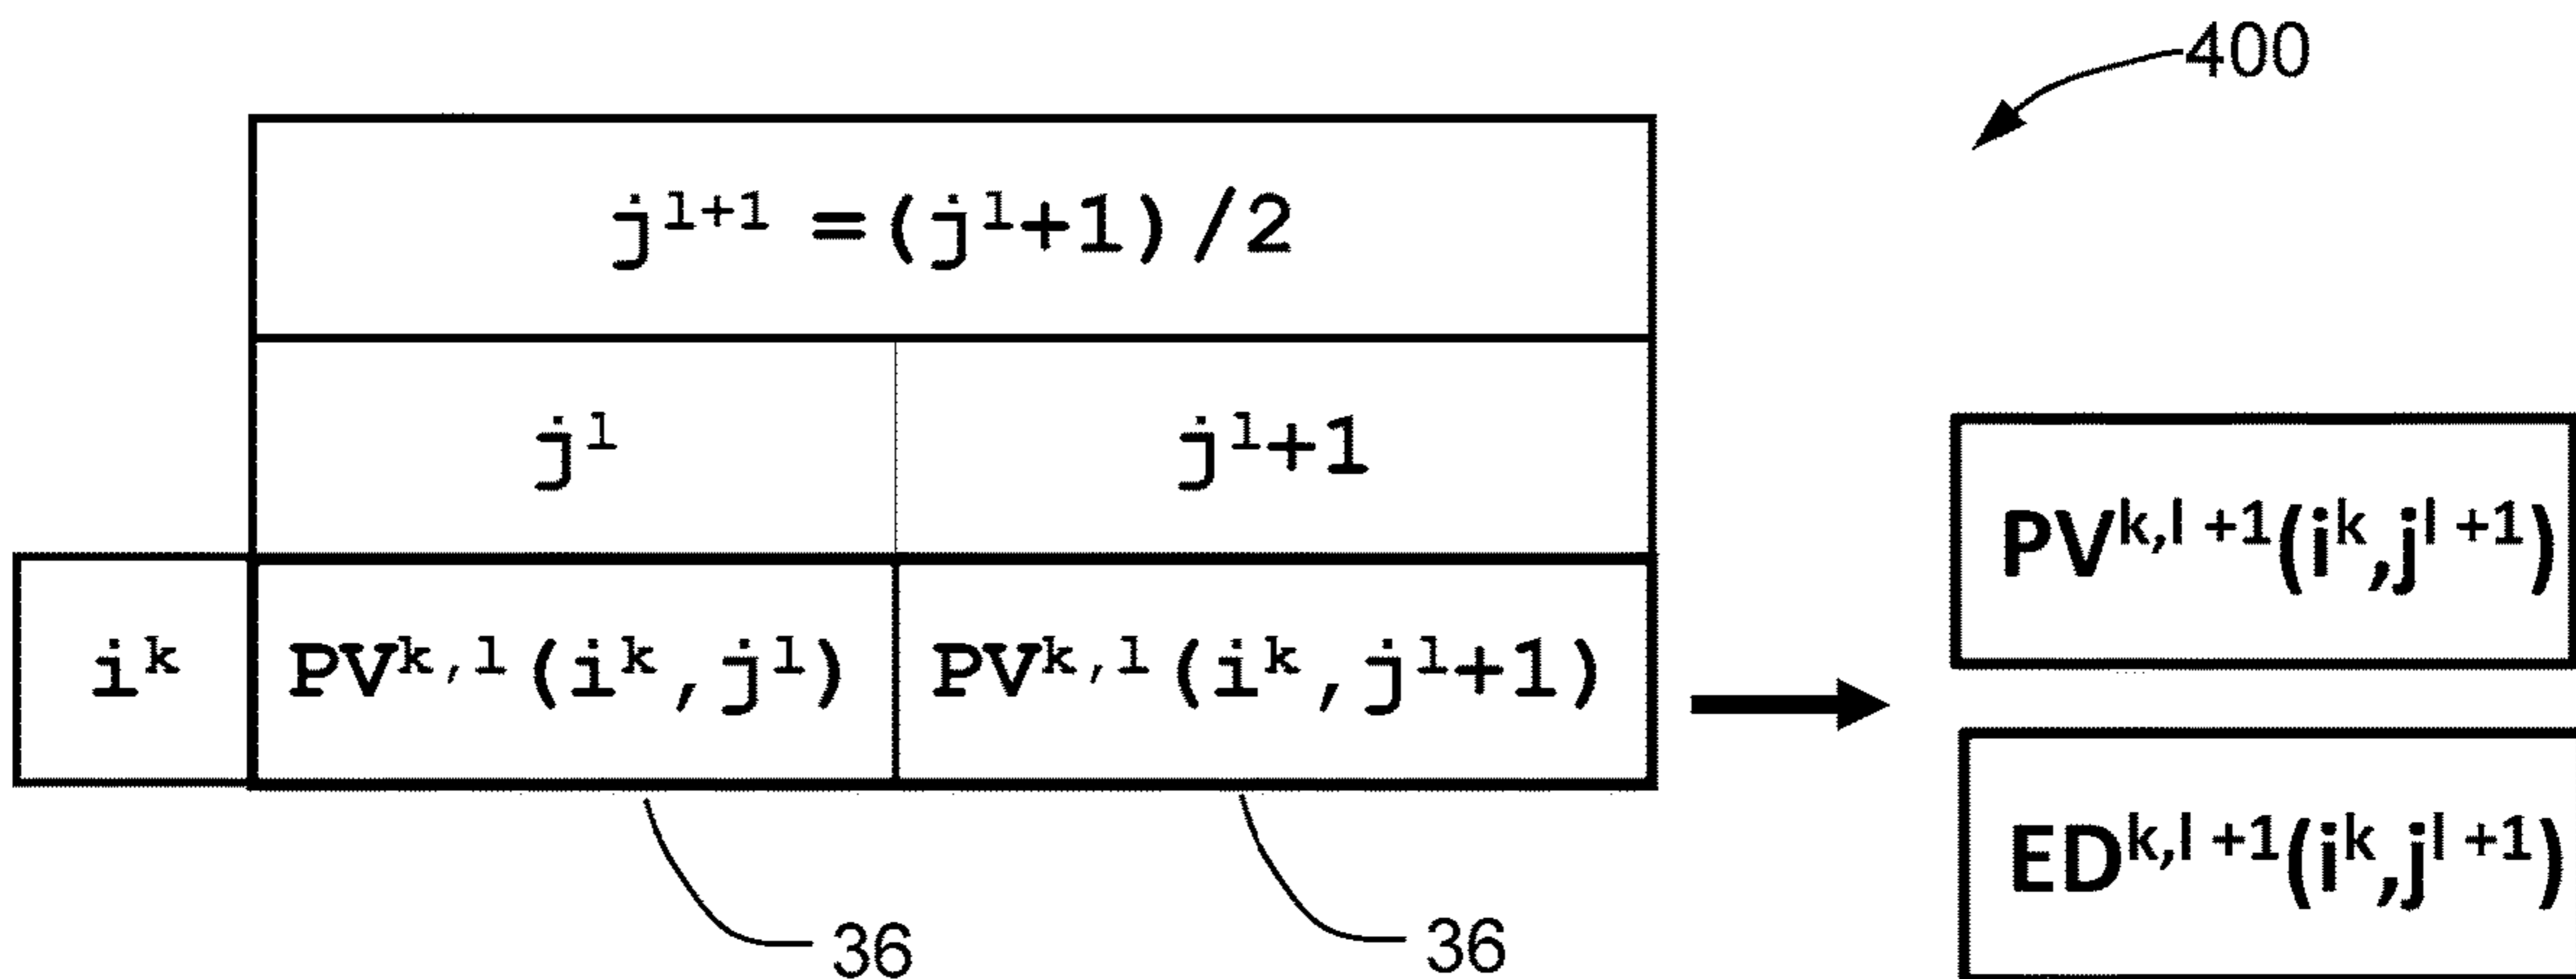 400
j^{l+1} =(j^l+1)/2
j^l j^l+1
i^k PV^{k,l}(i^k,j^l) PV^{k,l}(i^k,j^l+1)
PV^{k,l +1}(i^k,j^{l +1})
ED^{k,l +1}(i^k,j^{l +1})
36 36